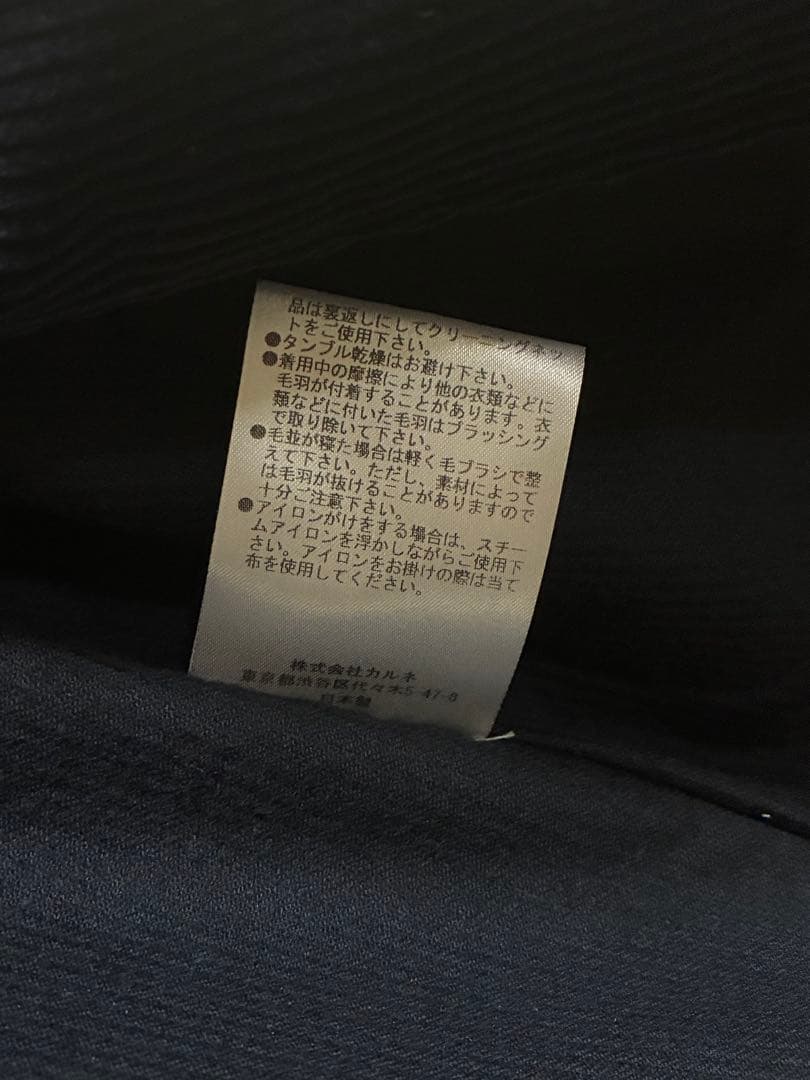 品は裏返しにしてクリーニングネッ
トをご使用下さい。
●タンブル乾燥はお避け下さい。
●着用中の摩擦により他の衣類などに
毛羽が付着することがあります。衣
類などに付いた毛羽はブラッシング
で取り除いて下さい。
●毛並が寝た場合は軽く毛ブラシで整
えて下さい。ただし、素材によって
は毛羽が抜けることがありますので
十分ご注意下さい。
●アイロンがけをする場合は、スチー
ムアイロンを浮かしながらご使用下
さい。アイロンをお掛けの際は当て
布を使用してください。
株式会社カルネ
東京都渋谷区代々木5-47-8
日本製